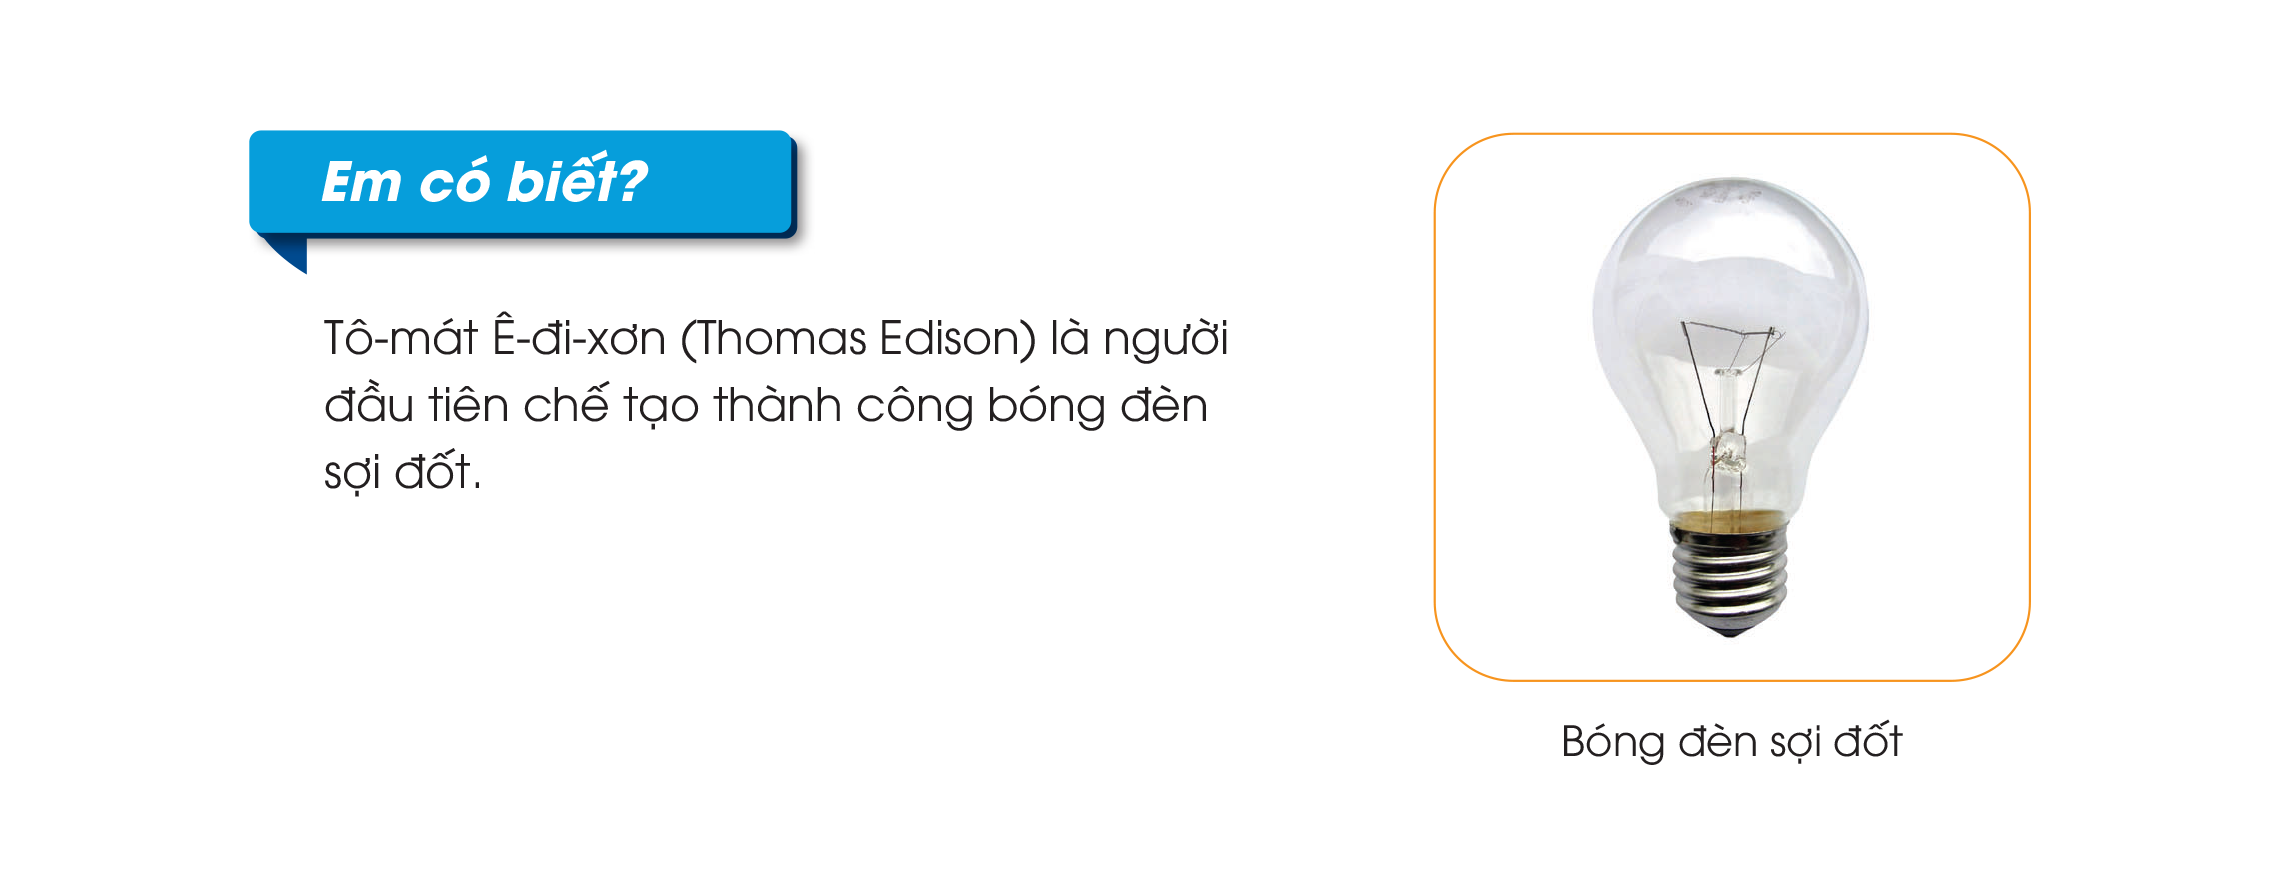 Em có biết?
Tô-mát Ê-đi-xơn (Thomas Edison) là người
đầu tiên chế tạo thành công bóng đèn
sợi đốt.
Bóng đèn sợi đốt